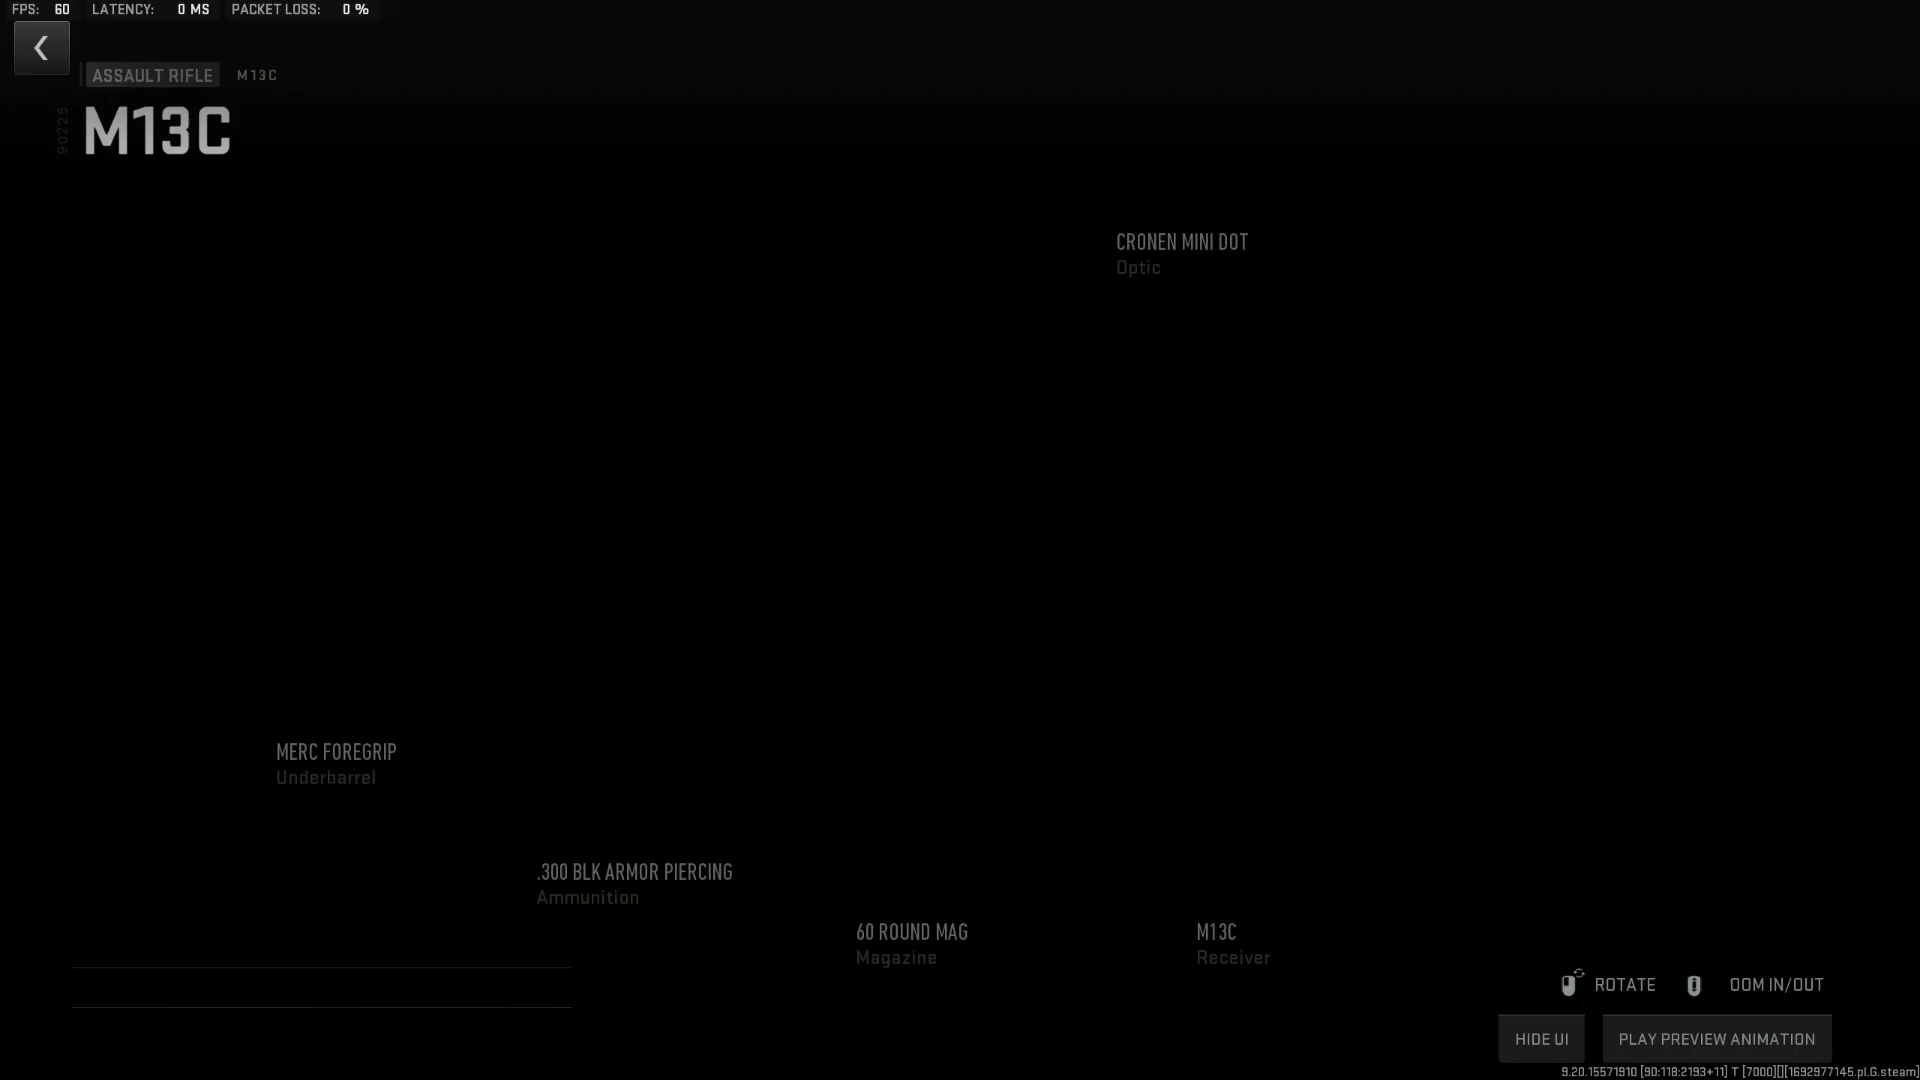 FPS: 60 LATENCY: 0 MS PACKET LOSS: 0 %
ASSAULT RIFLE M13C
90225
M13C
CRONEN MINI DOT
Optic
MERC FOREGRIP
Underbarrel
.300 BLK ARMOR PIERCING
Ammunition
60 ROUND MAG
Magazine
M13C
Receiver
ROTATE OOM IN/OUT
HIDE UI PLAY PREVIEW ANIMATION
9.20.15571910 [90:118:2193+11] T [7000][][1692977145.pl.G.steam]